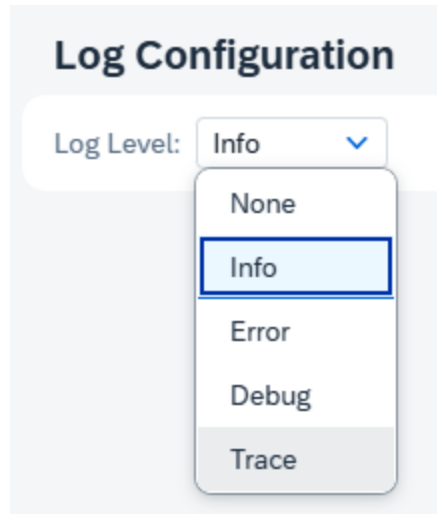 Log Configuration
Log Level: Info
None
Info
Error
Debug
Trace